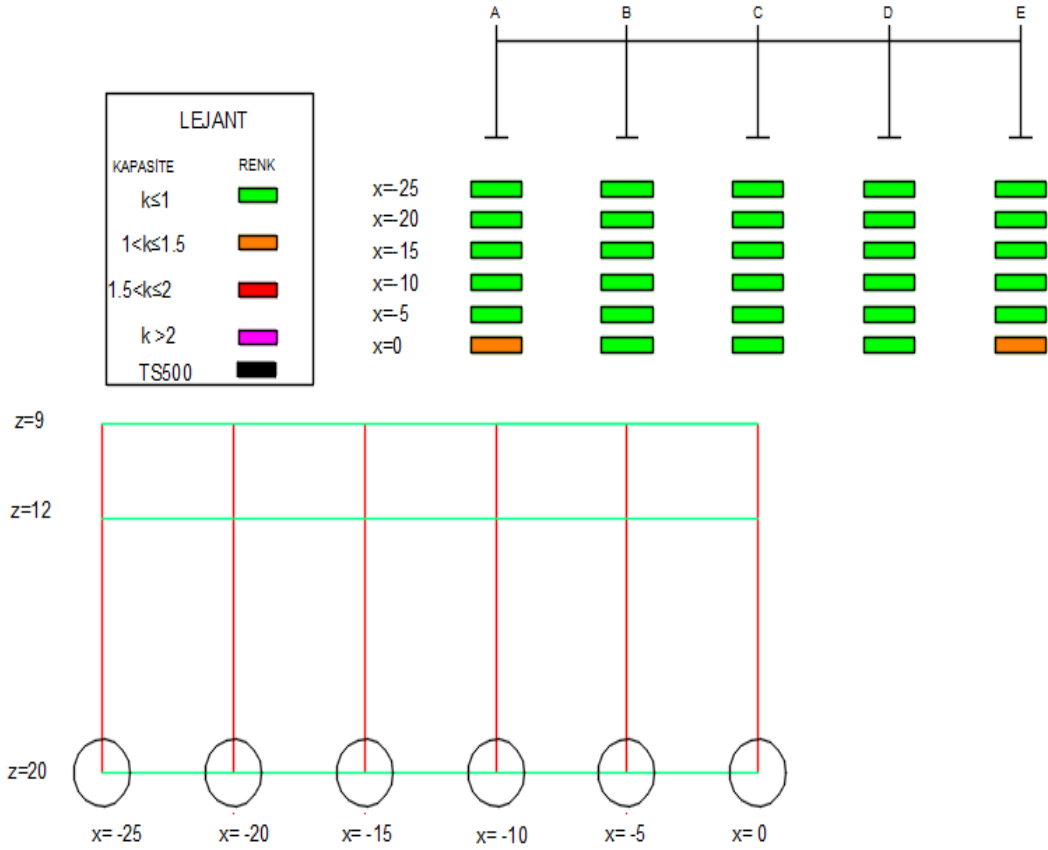 A B C D E
LEJANT
KAPASİTE RENK
k≤1
1<k≤1.5
1.5<k≤2
k >2
TS500
x=-25
x=-20
x=-15
x=-10
x=-5
x=0
z=9
z=12
z=20
x= -25 x= -20 x= -15 x= -10 x= -5 x= 0